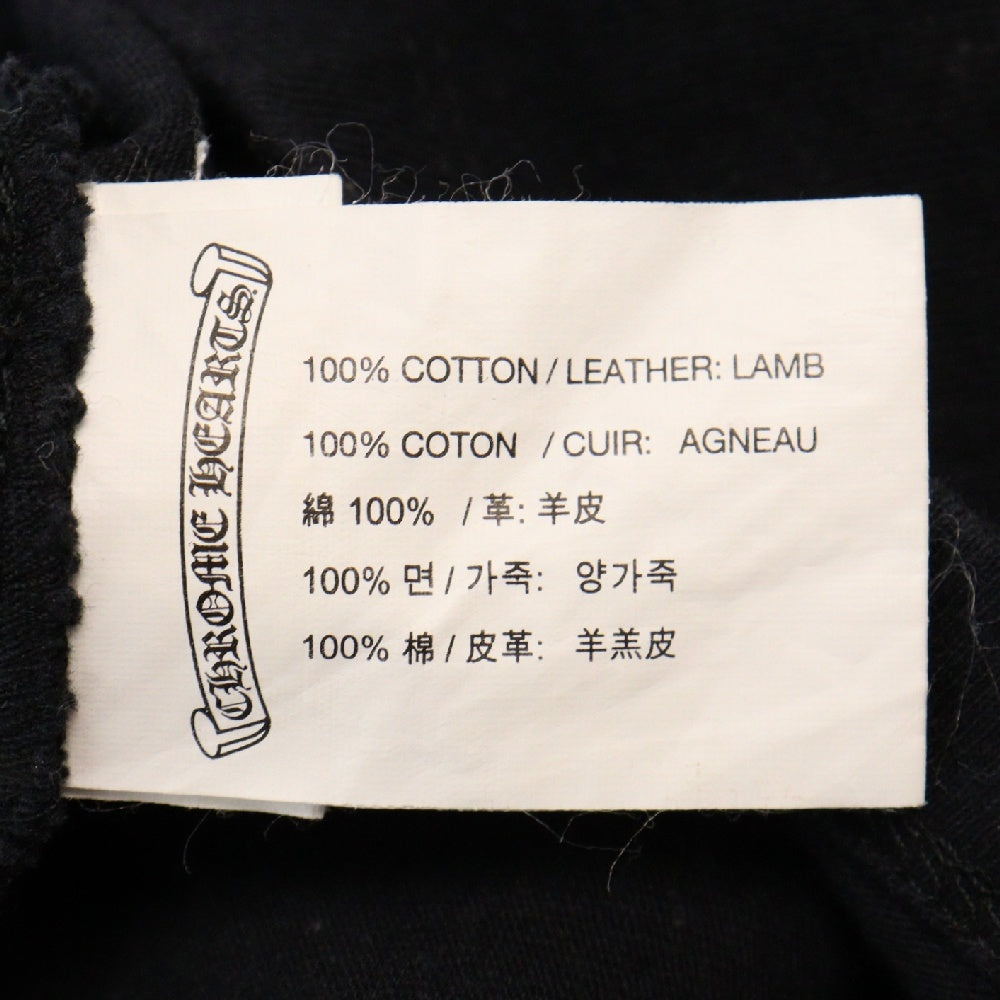 CHROME HEARTS
100% COTTON / LEATHER: LAMB
100% COTON / CUIR: AGNEAU
綿 100% / 革: 羊皮
100% 면 / 가죽: 양가죽
100% 棉 / 皮革: 羊羔皮